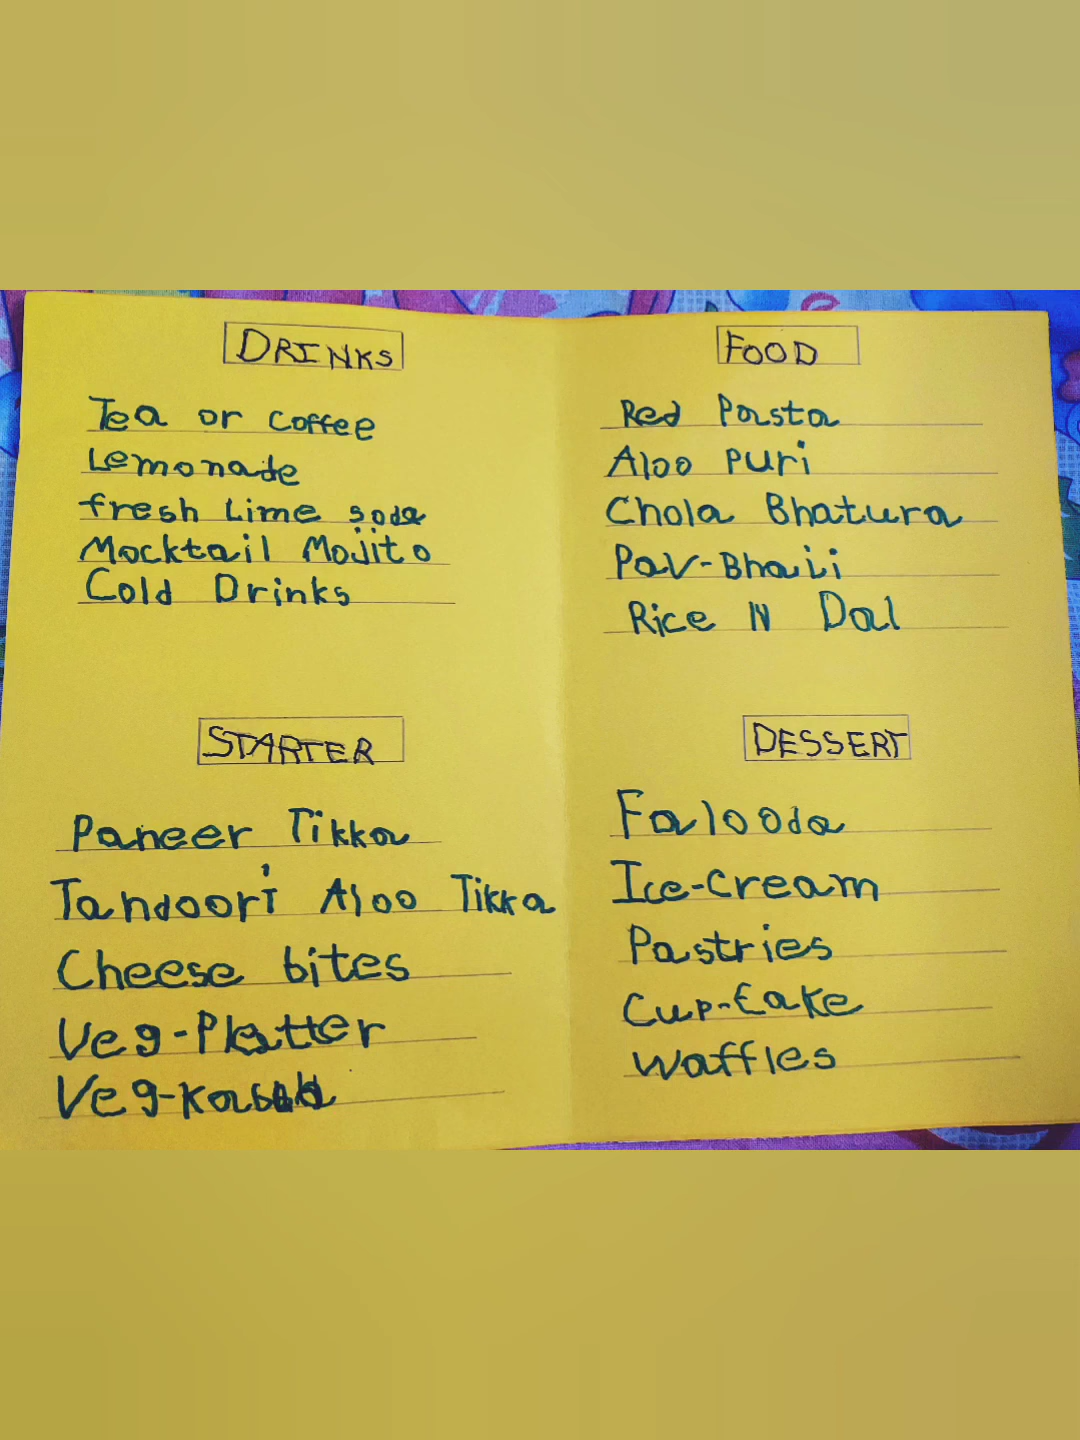 DRINKS
Tea or Coffee
Lemonade
fresh Lime soda
Mocktail Mojito
Cold Drinks
STARTER
Paneer Tikka
Tandoori Aloo Tikka
Cheese bites
Veg-Platter
Veg-Kabab
FOOD
Red Pasta
Aloo Puri
Chola Bhatura
Pav-Bhaji
Rice N Dal
DESSERT
Falooda
Ice-Cream
Pastries
Cup-Cake
Waffles